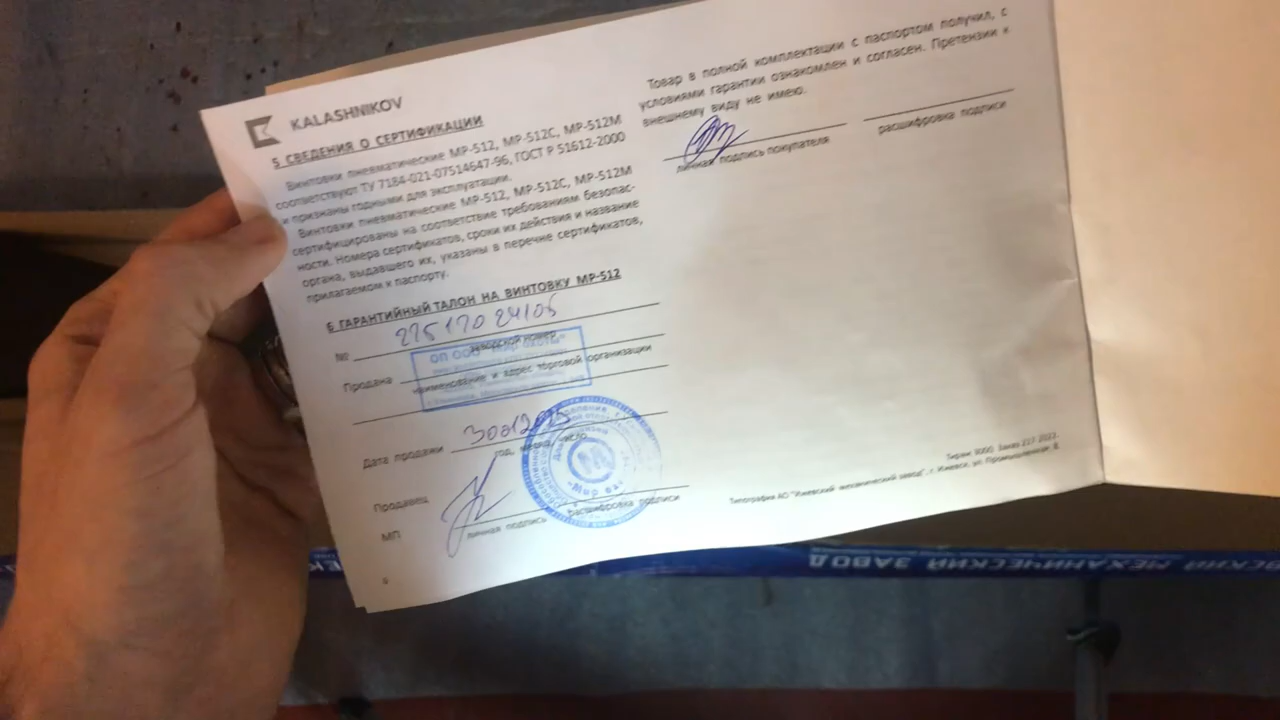 KALASHNIKOV
5 СВЕДЕНИЯ О СЕРТИФИКАЦИИ
Винтовки пневматические МР-512, МР-512С, МР-512М
соответствуют ТУ 7184-021-07514647-96, ГОСТ Р 51612-2000
и признаны годными для эксплуатации.
Винтовки пневматические МР-512, МР-512С, МР-512М
сертифицированы на соответствие требованиям безопас-
ности. Номера сертификатов, сроки их действия и название
органа, выдавшего их, указаны в перечне сертификатов,
прилагаемом к паспорту.
6 ГАРАНТИЙНЫЙ ТАЛОН НА ВИНТОВКУ МР-512
№ 22517024105
заводской номер
ОП ООО
Продана
наименование и адрес торговой организации
Дата продажи
год, месяц, число
Продавец
личная подпись расшифровка подписи
МП
Товар в полной комплектации с паспортом получил, с
условиями гарантии ознакомлен и согласен. Претензии к
внешнему виду не имею.
личная подпись покупателя
расшифровка подписи
Тираж 9000. Заказ 227-2022.
Типография АО "Ижевский механический завод", г. Ижевск, ул. Промышленная, 8.
МЕХАНИЧЕСКИЙ ЗАВОД